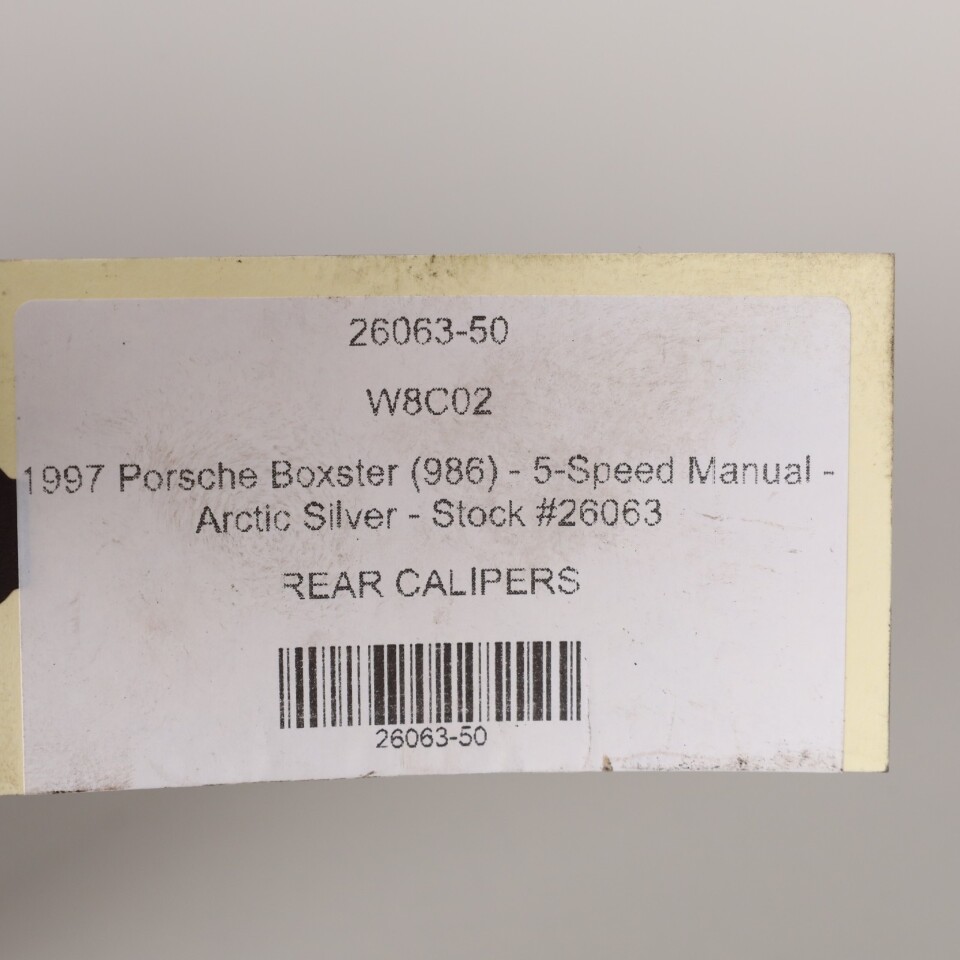 26063-50
W8C02
1997 Porsche Boxster (986) - 5-Speed Manual -
Arctic Silver - Stock #26063
REAR CALIPERS
26063-50